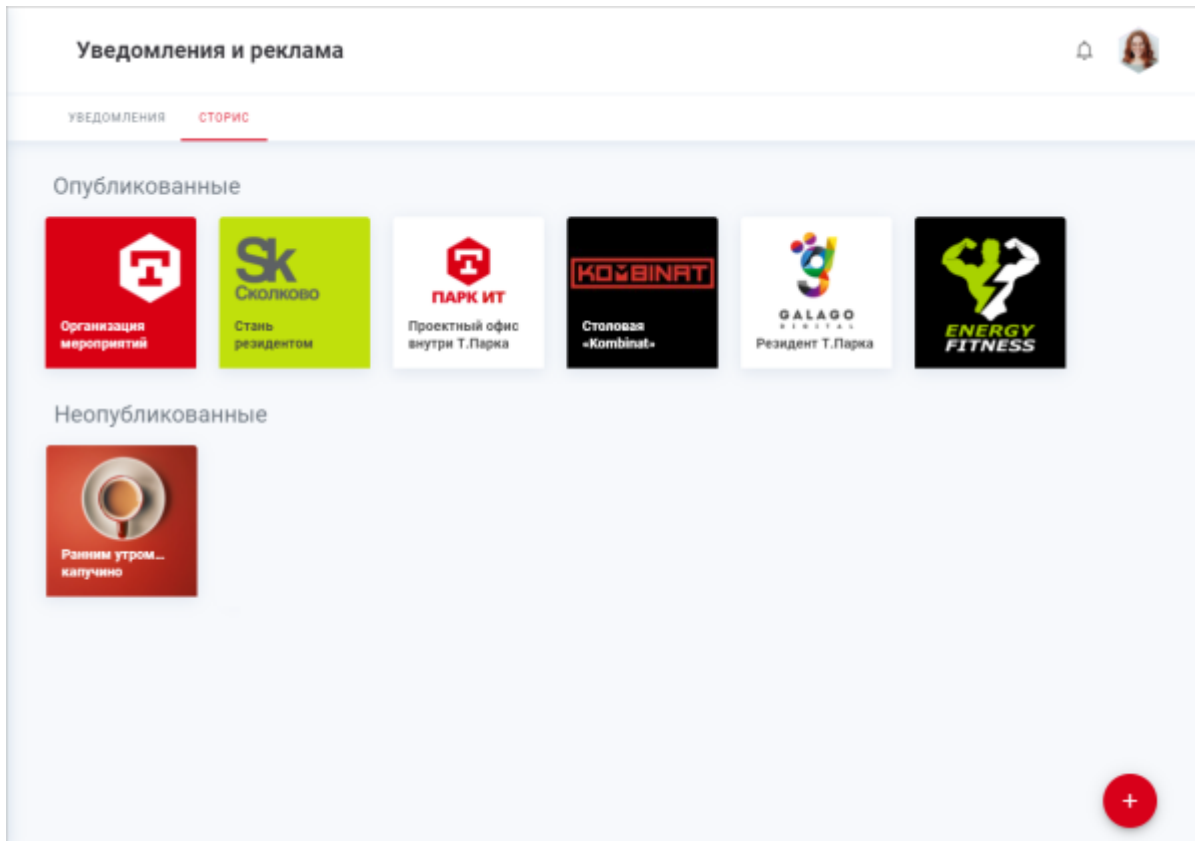 Уведомления и реклама
УВЕДОМЛЕНИЯ
СТОРИС
Опубликованные
Организация
мероприятий
Sk
Сколково
Стань
резидентом
ПАРК ИТ
Проектный офис
внутри Т.Парка
KOMBINAT
Столовая
«Kombinat»
GALAGO
DIGITAL
Резидент Т.Парка
ENERGY
FITNESS
Неопубликованные
Ранним утром...
капучино